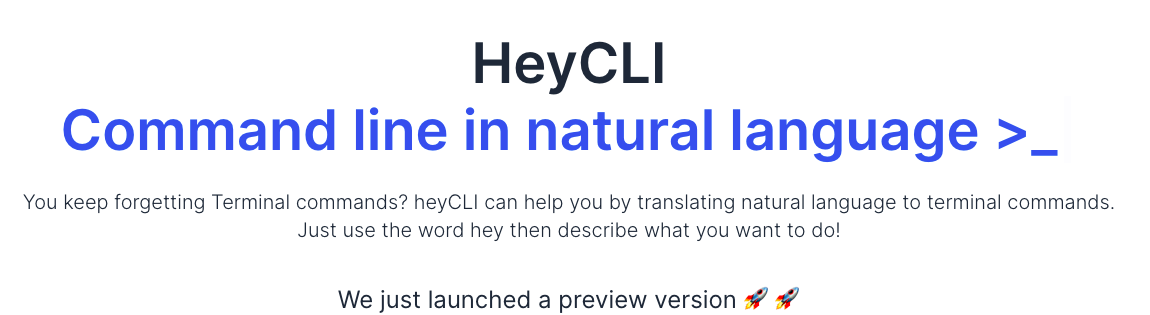 HeyCLI
Command line in natural language >_
You keep forgetting Terminal commands? heyCLI can help you by translating natural language to terminal commands.
Just use the word hey then describe what you want to do!
We just launched a preview version 🚀 🚀